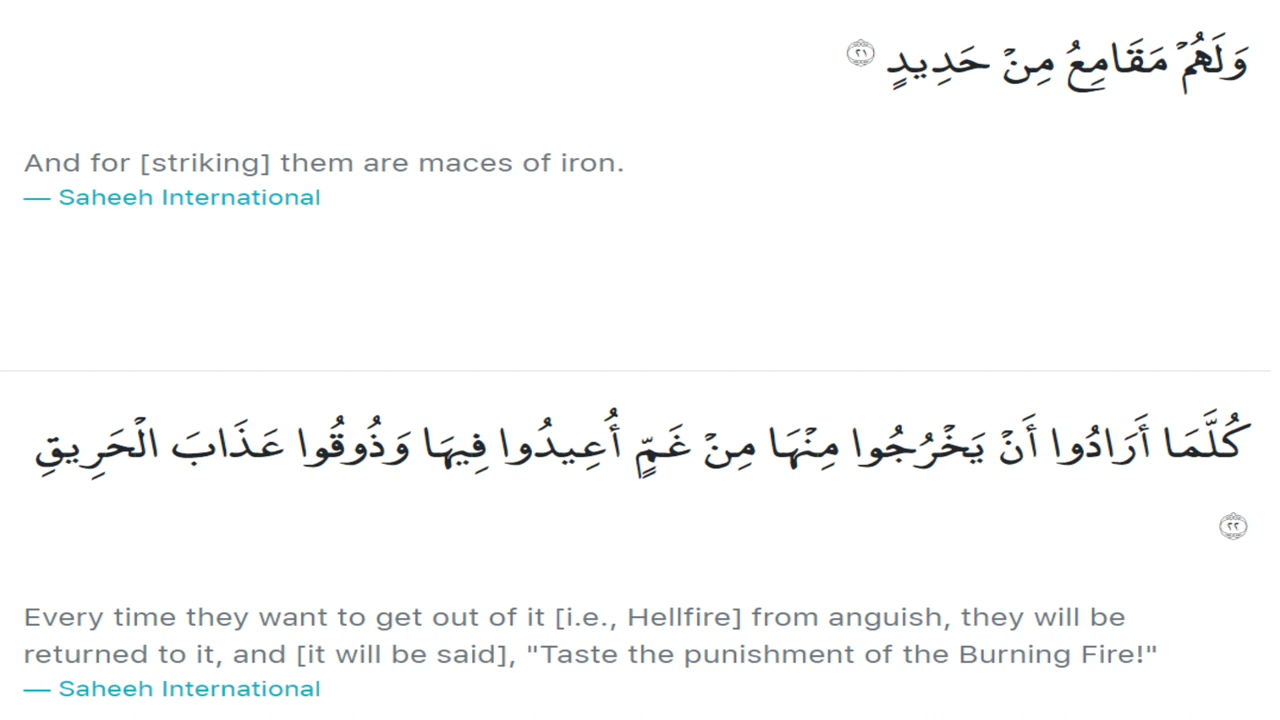 وَلَهُمْ مَقَامِعُ مِنْ حَدِيدٍ ٢١
And for [striking] them are maces of iron.
— Saheeh International
كُلَّمَا أَرَادُوا أَنْ يَخْرُجُوا مِنْهَا مِنْ غَمٍّ أُعِيدُوا فِيهَا وَذُوقُوا عَذَابَ الْحَرِيقِ
٢٢
Every time they want to get out of it [i.e., Hellfire] from anguish, they will be
returned to it, and [it will be said], "Taste the punishment of the Burning Fire!"
— Saheeh International